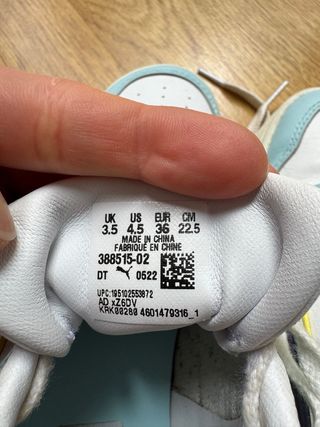 UK US EUR CM
3.5 4.5 36 22.5
MADE IN CHINA
FABRIQUÉ EN CHINE
388515-02
DT 0522
UPC:195102553872
AD xZ6DV
KRK00280 4601479316_1